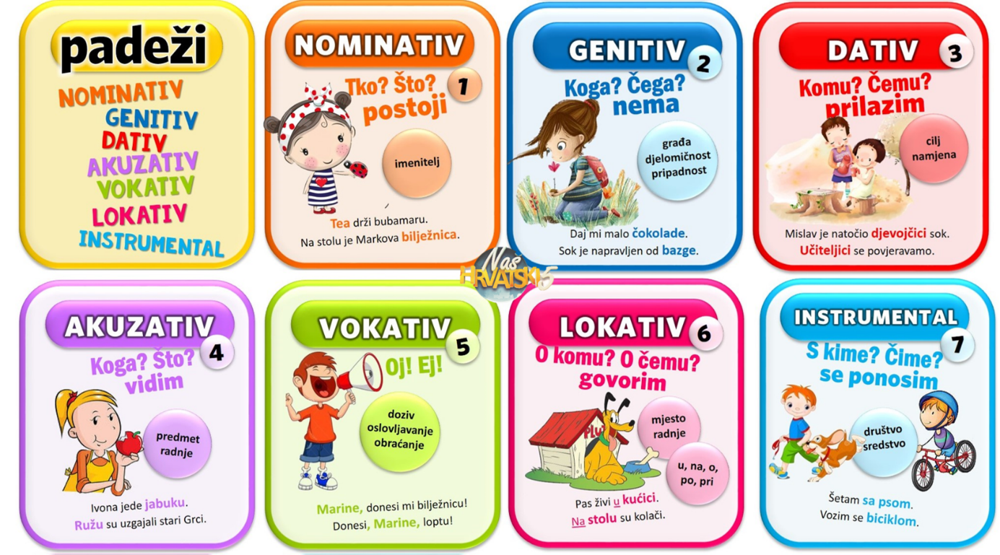 padeži
NOMINATIV
GENITIV
DATIV
AKUZATIV
VOKATIV
LOKATIV
INSTRUMENTAL
NOMINATIV
1
Tko? Što?
postoji
imenitelj
Tea drži bubamaru.
Na stolu je Markova bilježnica.
GENITIV
2
Koga? Čega?
nema
građa
djelomičnost
pripadnost
Daj mi malo čokolade.
Sok je napravljen od bazge.
DATIV
3
Komu? Čemu?
prilazim
cilj
namjena
Mislav je natočio djevojčici sok.
Učiteljici se povjeravamo.
Naš
HRVATSKI 5
AKUZATIV
4
Koga? Što?
vidim
predmet
radnje
Ivona jede jabuku.
Ružu su uzgajali stari Grci.
VOKATIV
5
Oj! Ej!
doziv
oslovljavanje
obraćanje
Marine, donesi mi bilježnicu!
Donesi, Marine, loptu!
LOKATIV
6
O komu? O čemu?
govorim
mjesto
radnje
u, na, o,
po, pri
Pas živi u kućici.
Na stolu su kolači.
INSTRUMENTAL
7
S kime? Čime?
se ponosim
društvo
sredstvo
Šetam sa psom.
Vozim se biciklom.